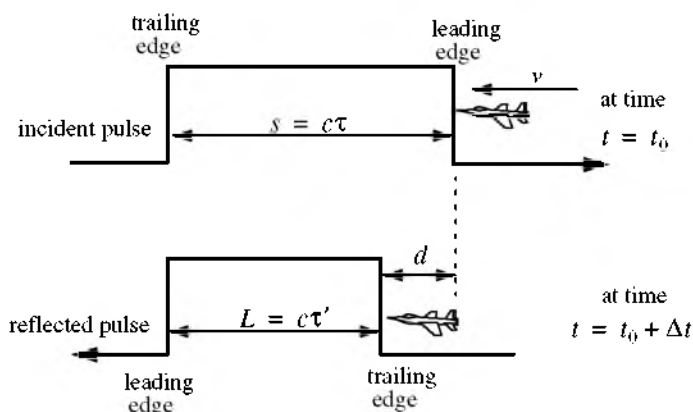 trailing
edge
leading
edge
v
incident pulse
s = cτ
at time
t = t₀
d
reflected pulse
L = cτ'
at time
t = t₀ + Δt
leading
edge
trailing
edge